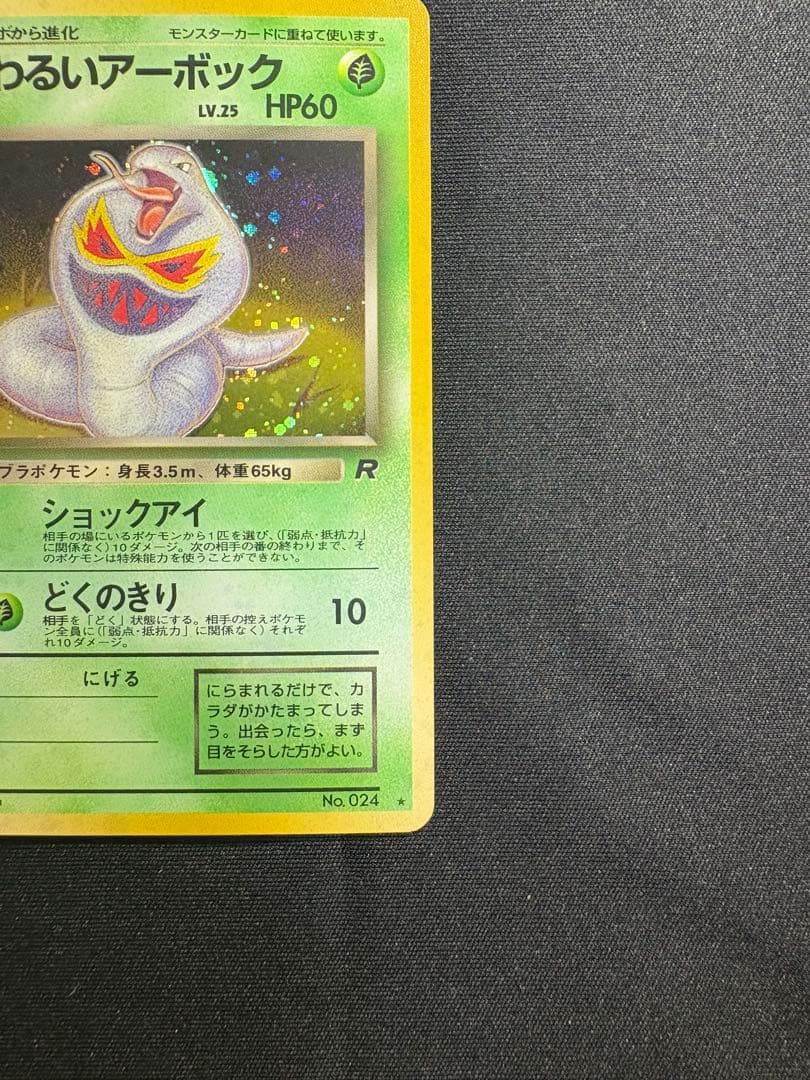 ボから進化 モンスターカードに重ねて使います。
わるいアーボック
LV.25 HP60
ブラポケモン：身長3.5m、体重65kg R
ショックアイ
相手の場にいるポケモンから1匹を選び、(「弱点・抵抗力」
に関係なく)10ダメージ。次の相手の番の終わりまで、そ
のポケモンは特殊能力を使うことができない。
どくのきり 10
相手を「どく」状態にする。相手の控えポケモ
ン全員に(「弱点・抵抗力」に関係なく)それぞ
れ10ダメージ。
にげる
にらまれるだけで、カ
ラダがかたまってしま
う。出会ったら、まず
目をそらした方がよい。
No.024 ★